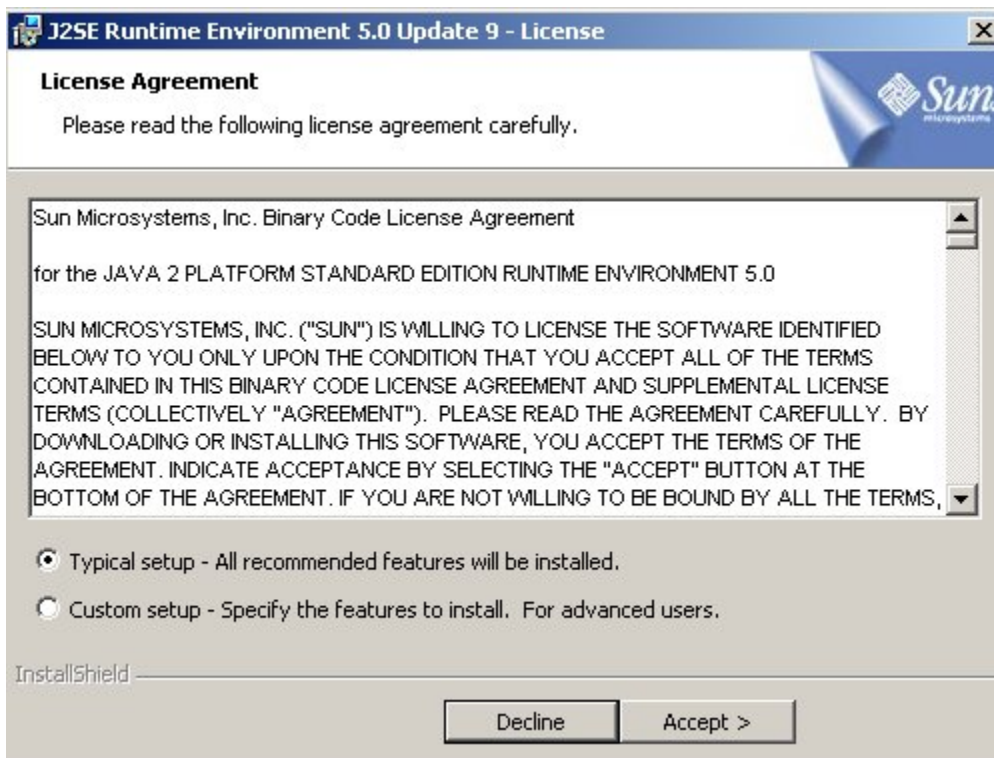 J2SE Runtime Environment 5.0 Update 9 - License
License Agreement
Please read the following license agreement carefully.
Sun
microsystems
Sun Microsystems, Inc. Binary Code License Agreement
for the JAVA 2 PLATFORM STANDARD EDITION RUNTIME ENVIRONMENT 5.0
SUN MICROSYSTEMS, INC. ("SUN") IS WILLING TO LICENSE THE SOFTWARE IDENTIFIED
BELOW TO YOU ONLY UPON THE CONDITION THAT YOU ACCEPT ALL OF THE TERMS
CONTAINED IN THIS BINARY CODE LICENSE AGREEMENT AND SUPPLEMENTAL LICENSE
TERMS (COLLECTIVELY "AGREEMENT").  PLEASE READ THE AGREEMENT CAREFULLY.  BY
DOWNLOADING OR INSTALLING THIS SOFTWARE, YOU ACCEPT THE TERMS OF THE
AGREEMENT. INDICATE ACCEPTANCE BY SELECTING THE "ACCEPT" BUTTON AT THE
BOTTOM OF THE AGREEMENT. IF YOU ARE NOT WILLING TO BE BOUND BY ALL THE TERMS,
Typical setup - All recommended features will be installed.
Custom setup - Specify the features to install.  For advanced users.
InstallShield
Decline
Accept >